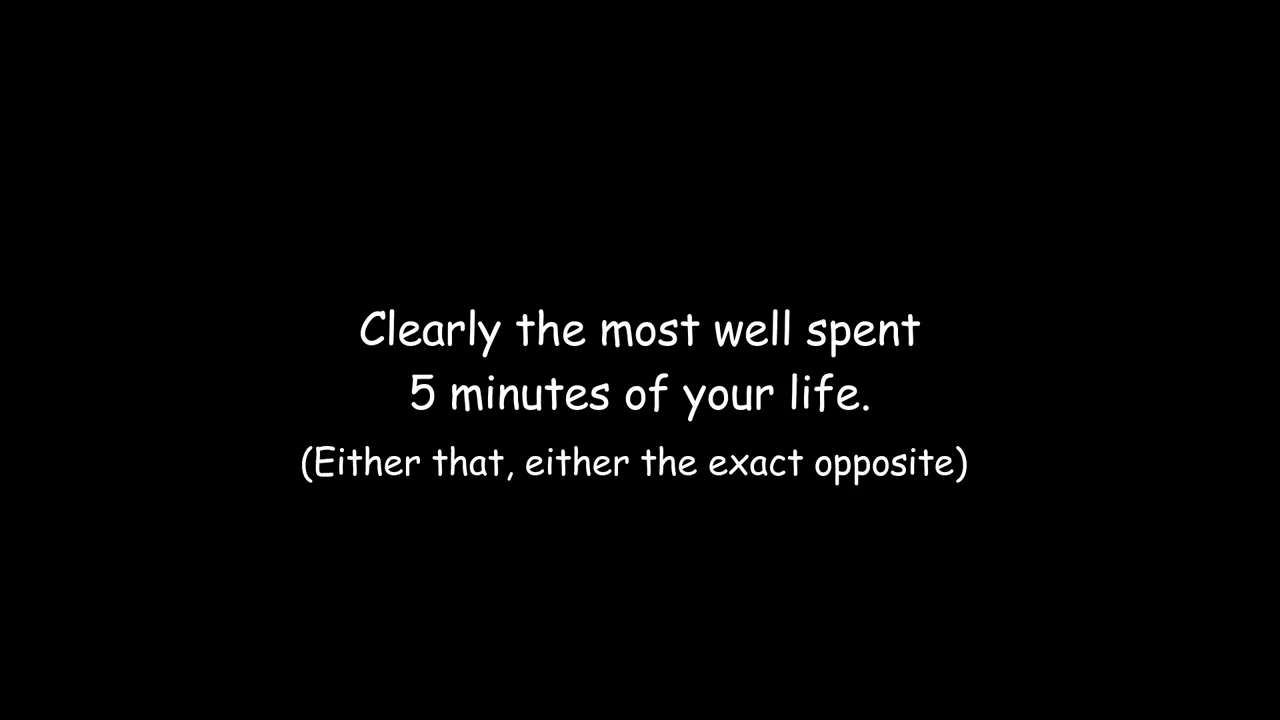 Clearly the most well spent
5 minutes of your life.
(Either that, either the exact opposite)